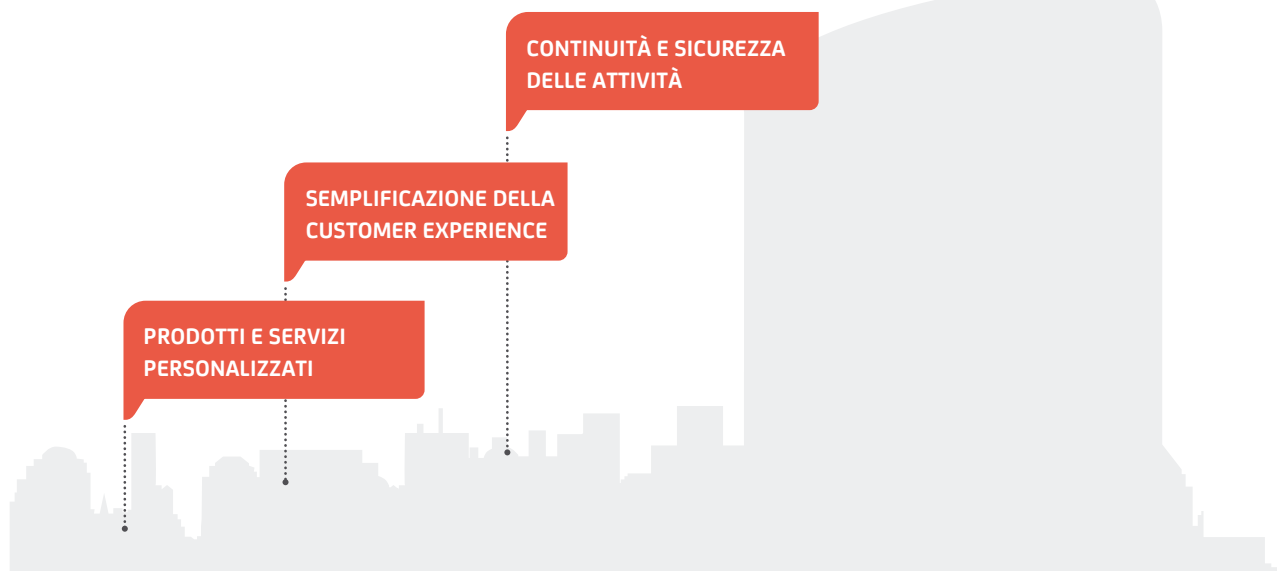 CONTINUITÀ E SICUREZZA
DELLE ATTIVITÀ
SEMPLIFICAZIONE DELLA
CUSTOMER EXPERIENCE
PRODOTTI E SERVIZI
PERSONALIZZATI